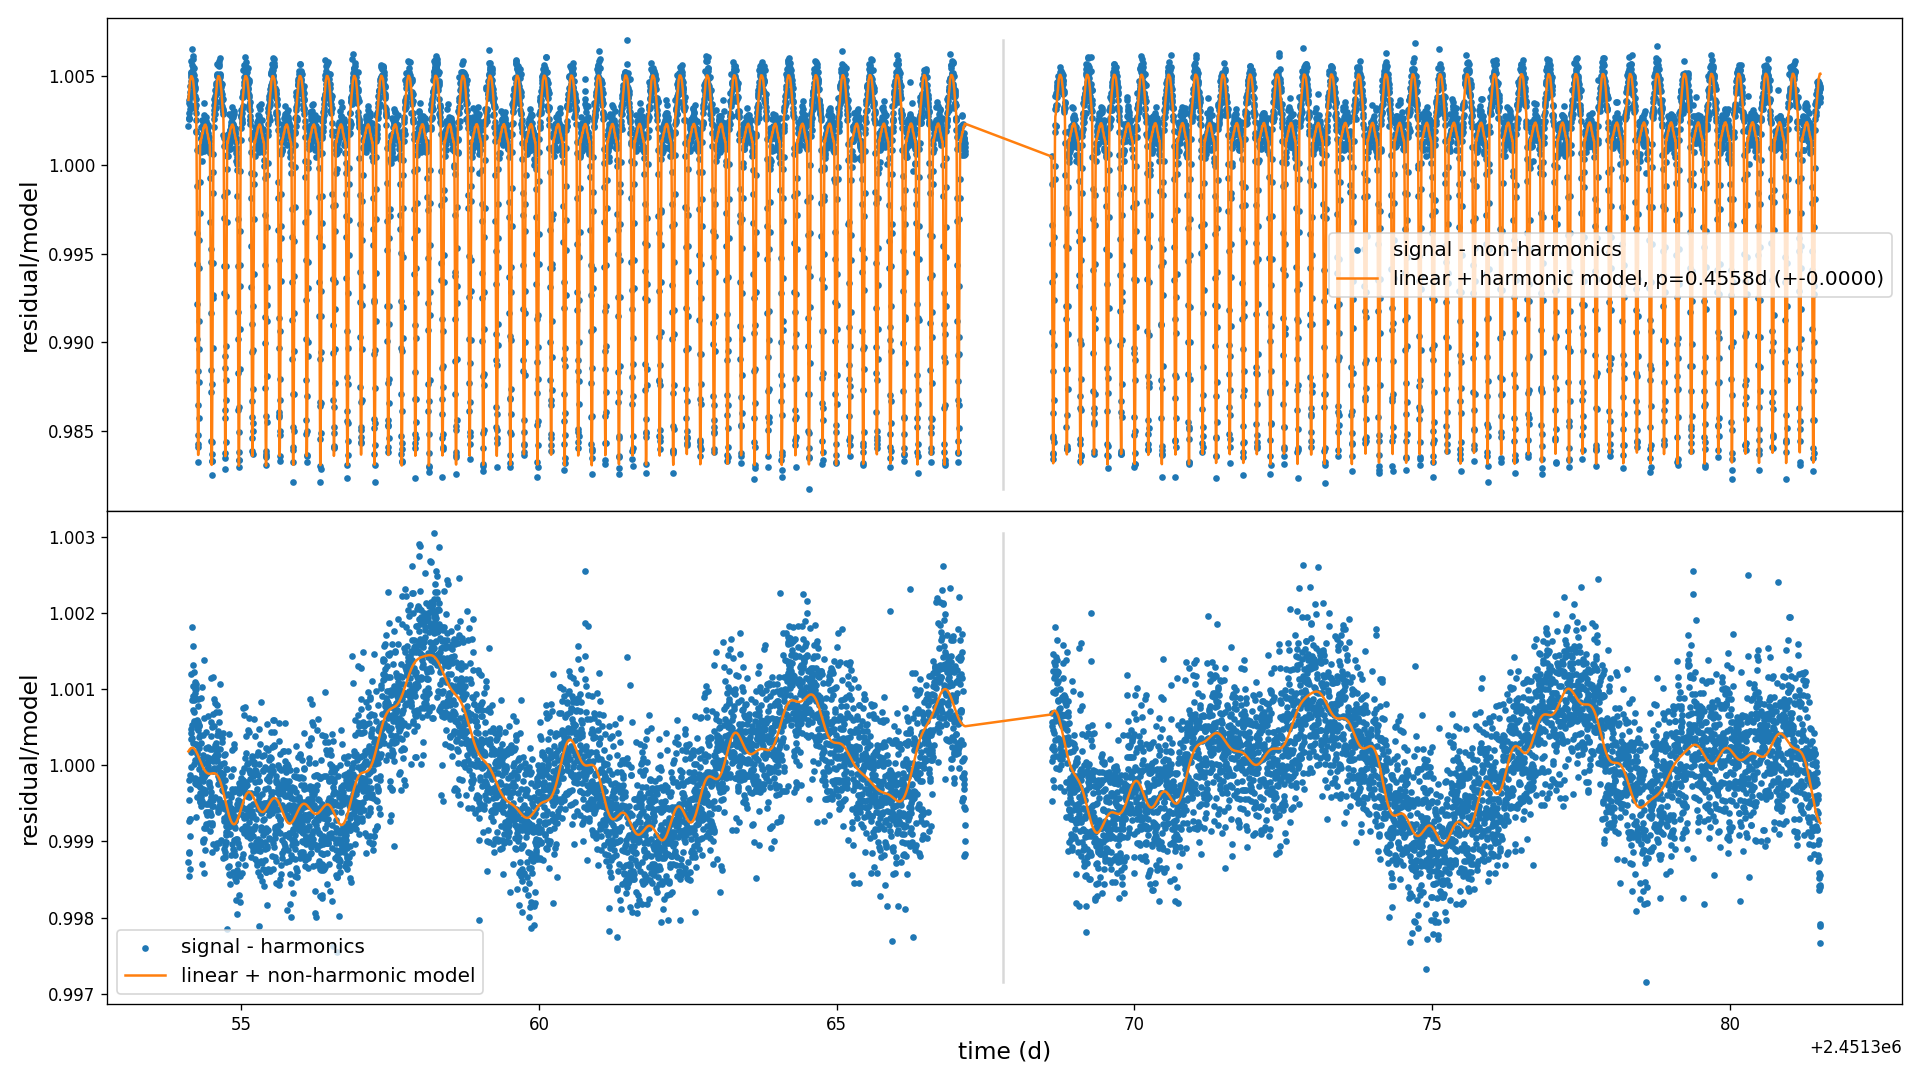 1.005
1.000
0.995
0.990
0.985
residual/model
signal - non-harmonics
linear + harmonic model, p=0.4558d (+-0.0000)
1.003
1.002
1.001
1.000
0.999
0.998
0.997
residual/model
signal - harmonics
linear + non-harmonic model
55 60 65 70 75 80
time (d)
+2.4513e6